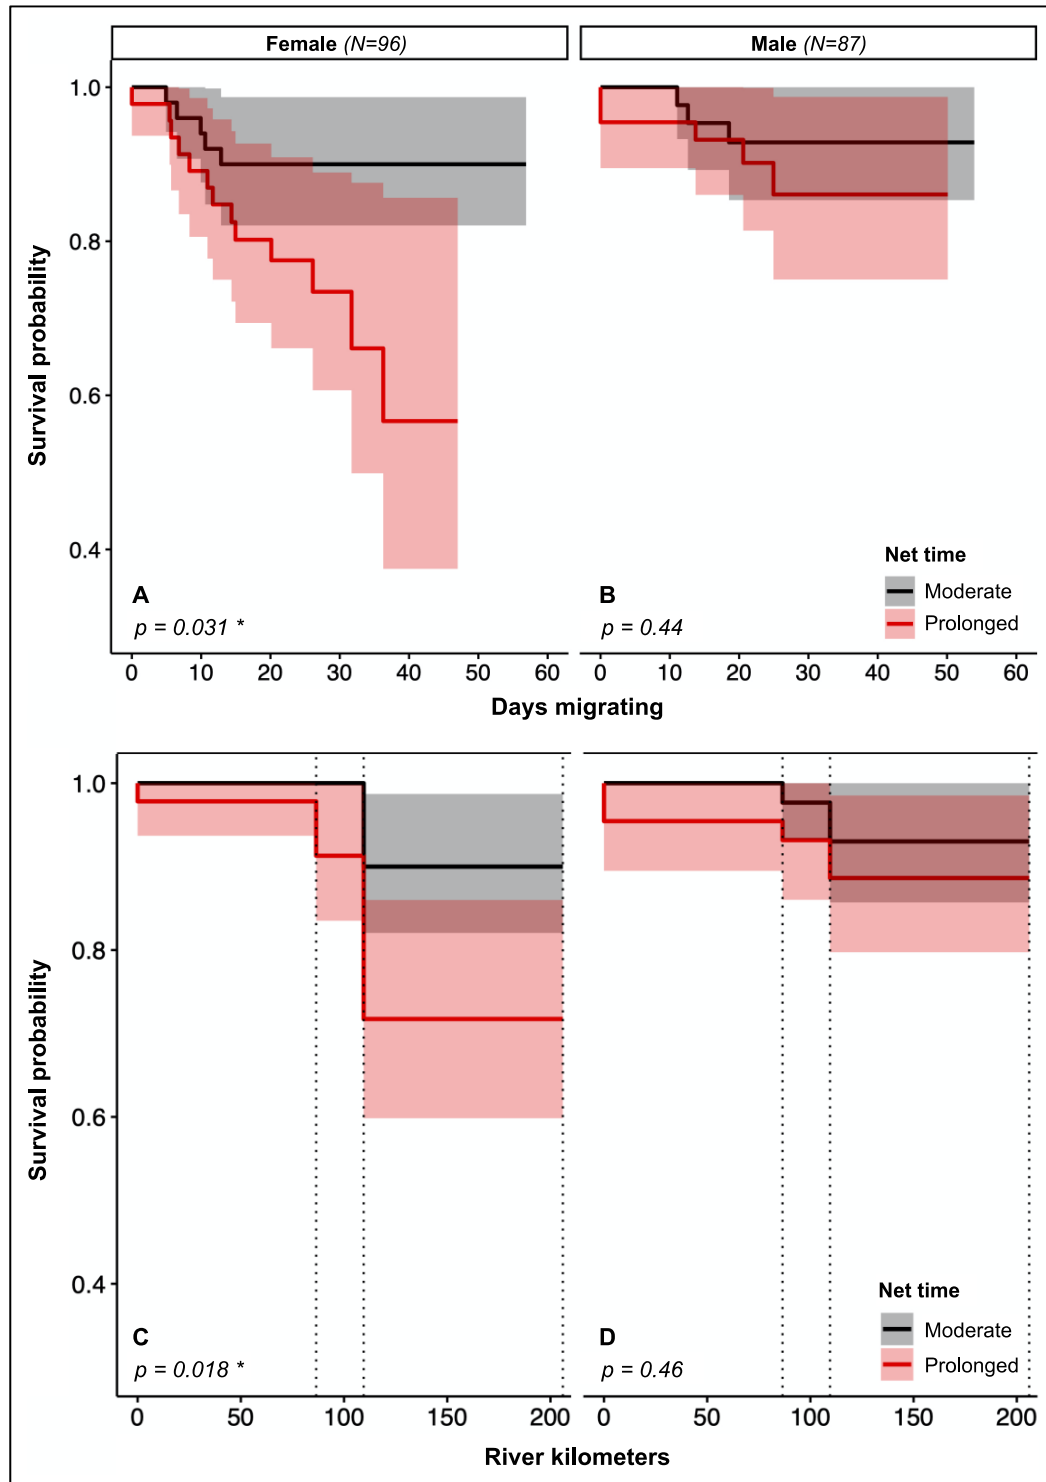 Female (N=96)
Male (N=87)
1.0
0.8
0.6
0.4
Survival probability
A
p = 0.031 *
B
p = 0.44
Net time
Moderate
Prolonged
0 10 20 30 40 50 60
0 10 20 30 40 50 60
Days migrating
1.0
0.8
0.6
0.4
Survival probability
C
p = 0.018 *
D
p = 0.46
Net time
Moderate
Prolonged
0 50 100 150 200
0 50 100 150 200
River kilometers